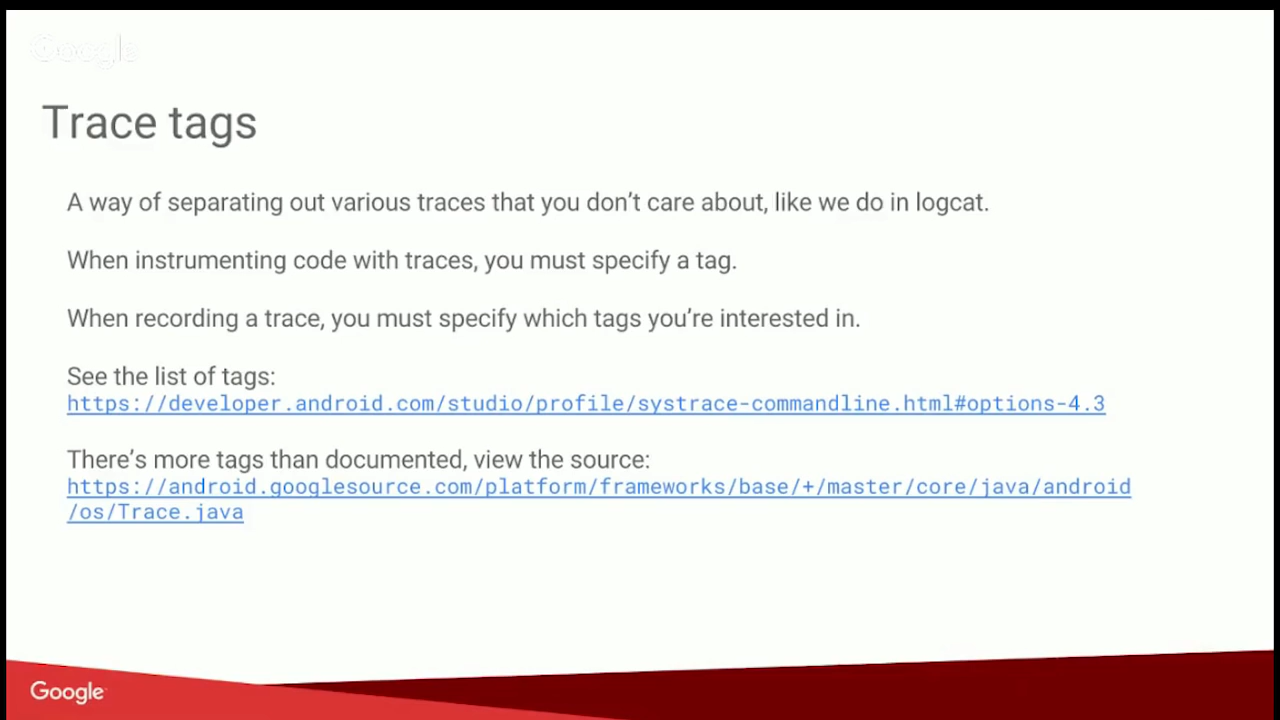 Google
Trace tags
A way of separating out various traces that you don’t care about, like we do in logcat.
When instrumenting code with traces, you must specify a tag.
When recording a trace, you must specify which tags you’re interested in.
See the list of tags:
https://developer.android.com/studio/profile/systrace-commandline.html#options-4.3
There’s more tags than documented, view the source:
https://android.googlesource.com/platform/frameworks/base/+/master/core/java/android
/os/Trace.java
Google